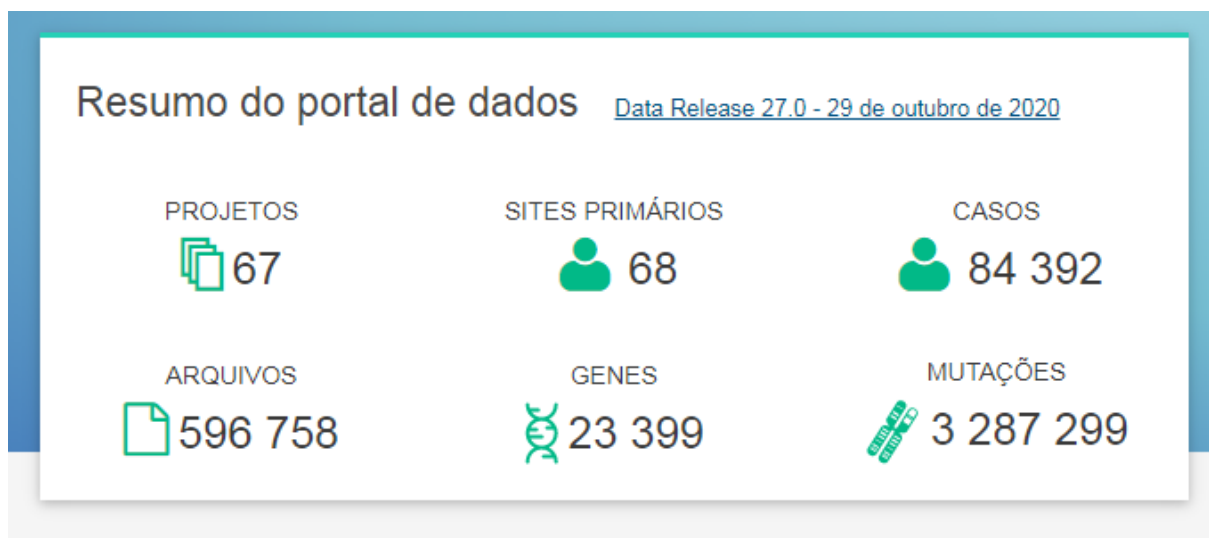 Resumo do portal de dados Data Release 27.0 - 29 de outubro de 2020
PROJETOS SITES PRIMÁRIOS CASOS
67 68 84 392
ARQUIVOS GENES MUTAÇÕES
596 758 23 399 3 287 299